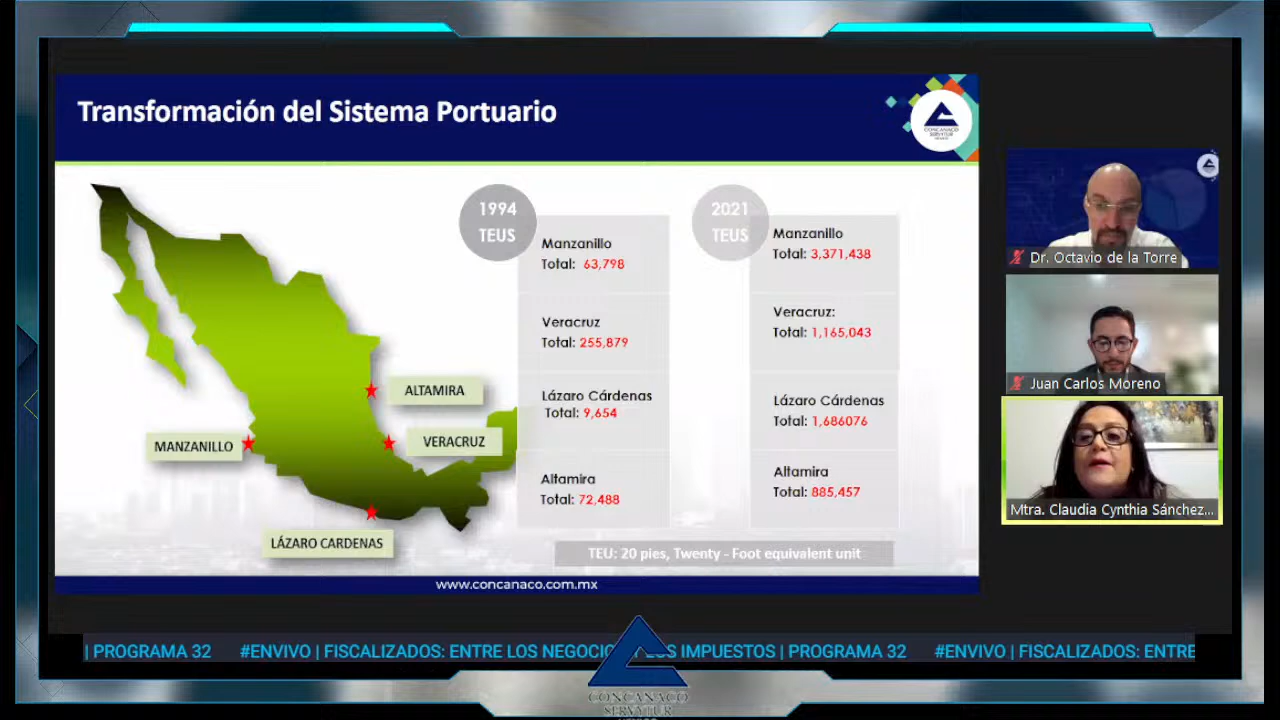 Transformación del Sistema Portuario
CONCANACO
SERVYTUR
1994
TEUS
Manzanillo
Total: 63,798
Veracruz
Total: 255,879
Lázaro Cárdenas
Total: 9,654
Altamira
Total: 72,488
2021
TEUS
Manzanillo
Total: 3,371,438
Veracruz:
Total: 1,165,043
Lázaro Cárdenas
Total: 1,686076
Altamira
Total: 885,457
ALTAMIRA
MANZANILLO
VERACRUZ
LÁZARO CARDENAS
TEU: 20 pies, Twenty - Foot equivalent unit
www.concanaco.com.mx
Dr. Octavio de la Torre
Juan Carlos Moreno
Mtra. Claudia Cynthia Sánchez...
| PROGRAMA 32 #ENVIVO | FISCALIZADOS: ENTRE LOS NEGOCIO LOS IMPUESTOS | PROGRAMA 32 #ENVIVO | FISCALIZADOS: ENTRE
CONCANACO
SERVYTUR